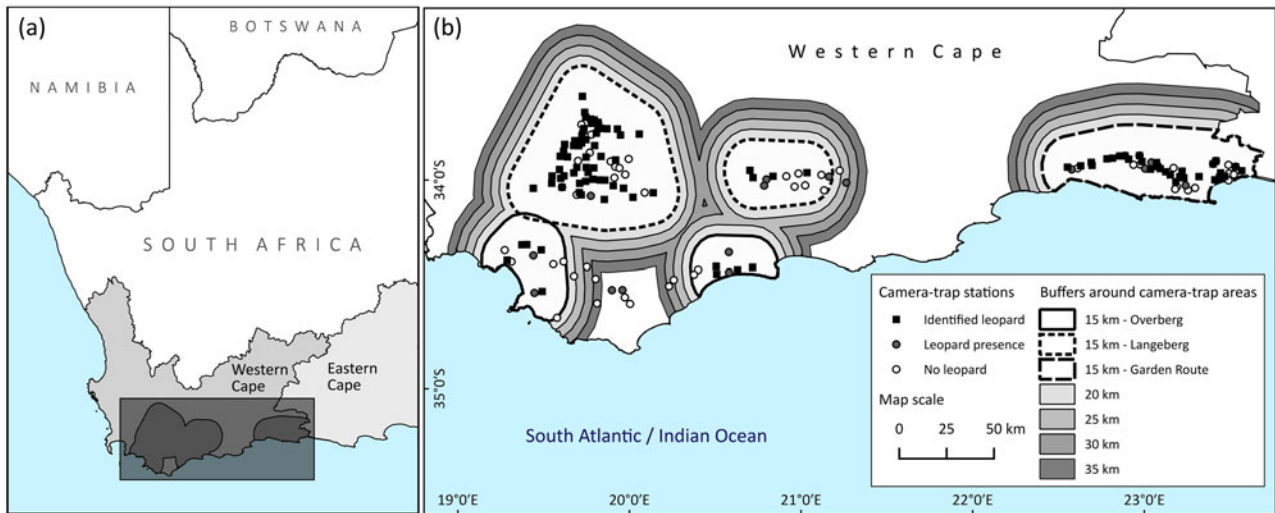 (a)
BOTSWANA
NAMIBIA
SOUTH AFRICA
Western
Cape
Eastern
Cape
(b)
Western Cape
34°0'S
35°0'S
South Atlantic / Indian Ocean
Camera-trap stations
Identified leopard
Leopard presence
No leopard
Map scale
0 25 50 km
Buffers around camera-trap areas
15 km - Overberg
15 km - Langeberg
15 km - Garden Route
20 km
25 km
30 km
35 km
19°0'E 20°0'E 21°0'E 22°0'E 23°0'E